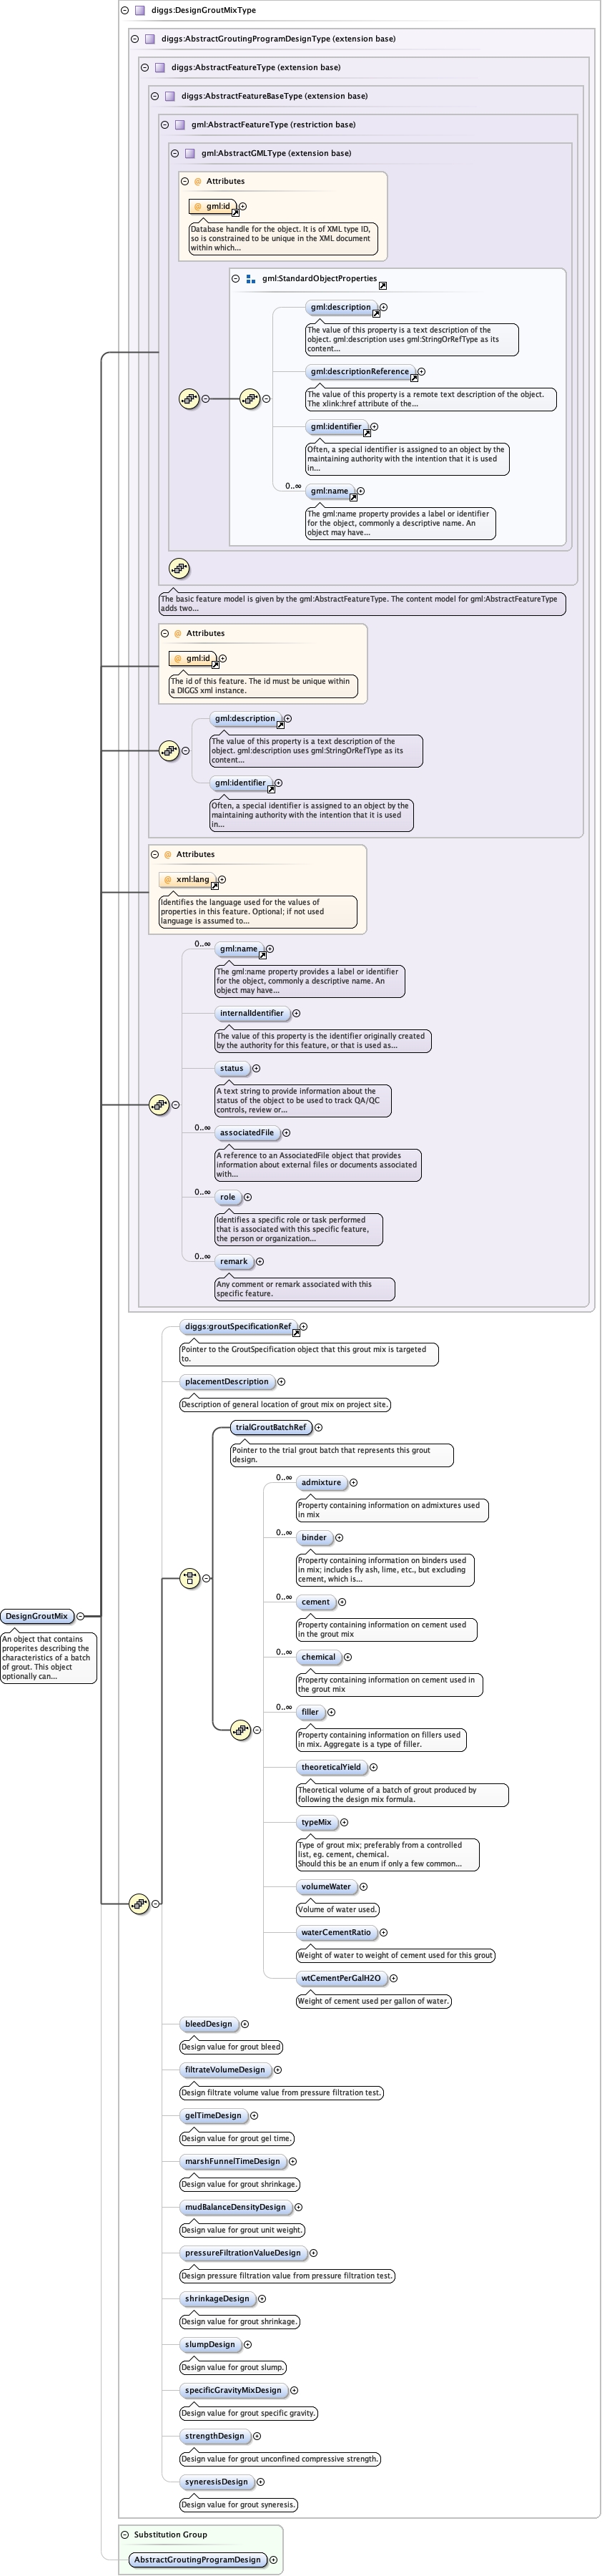 diggs:DesignGroutMixType
diggs:AbstractGroutingProgramDesignType (extension base)
diggs:AbstractFeatureType (extension base)
diggs:AbstractFeatureBaseType (extension base)
gml:AbstractFeatureType (restriction base)
gml:AbstractGMLType (extension base)
@ Attributes
@ gml:id
Database handle for the object. It is of XML type ID,
so is constrained to be unique in the XML document
within which...
gml:StandardObjectProperties
gml:description
The value of this property is a text description of the
object. gml:description uses gml:StringOrRefType as its
content...
gml:descriptionReference
The value of this property is a remote text description of the object.
The xlink:href attribute of the...
gml:identifier
Often, a special identifier is assigned to an object by the
maintaining authority with the intention that it is used
in...
0..∞
gml:name
The gml:name property provides a label or identifier
for the object, commonly a descriptive name. An
object may have...
The basic feature model is given by the gml:AbstractFeatureType. The content model for gml:AbstractFeatureType
adds two...
@ Attributes
@ gml:id
The id of this feature. The id must be unique within
a DIGGS xml instance.
gml:description
The value of this property is a text description of the
object. gml:description uses gml:StringOrRefType as its
content...
gml:identifier
Often, a special identifier is assigned to an object by the
maintaining authority with the intention that it is used
in...
@ Attributes
@ xml:lang
Identifies the language used for the values of
properties in this feature. Optional; if not used
language is assumed to...
0..∞
gml:name
The gml:name property provides a label or identifier
for the object, commonly a descriptive name. An
object may have...
internalIdentifier
The value of this property is the identifier originally created
by the authority for this feature, or that is used as...
status
A text string to provide information about the
status of the object to be used to track QA/QC
controls, review or...
0..∞
associatedFile
A reference to an AssociatedFile object that provides
information about external files or documents associated
with...
0..∞
role
Identifies a specific role or task performed
that is associated with this specific feature,
the person or organization...
0..∞
remark
Any comment or remark associated with this
specific feature.
diggs:groutSpecificationRef
Pointer to the GroutSpecification object that this grout mix is targeted
to.
placementDescription
Description of general location of grout mix on project site.
trialGroutBatchRef
Pointer to the trial grout batch that represents this grout
design.
0..∞
admixture
Property containing information on admixtures used
in mix
0..∞
binder
Property containing information on binders used
in mix; includes fly ash, lime, etc., but excluding
cement, which is...
0..∞
cement
Property containing information on cement used
in the grout mix
0..∞
chemical
Property containing information on cement used in
the grout mix
0..∞
filler
Property containing information on fillers used
in mix. Aggregate is a type of filler.
theoreticalYield
Theoretical volume of a batch of grout produced by
following the design mix formula.
typeMix
Type of grout mix; preferably from a controlled
list, eg. cement, chemical.
Should this be an enum if only a few common...
volumeWater
Volume of water used.
waterCementRatio
Weight of water to weight of cement used for this grout
wtCementPerGalH2O
Weight of cement used per gallon of water.
DesignGroutMix
An object that contains
properites describing the
characteristics of a batch
of grout. This object
optionally can...
bleedDesign
Design value for grout bleed
filtrateVolumeDesign
Design filtrate volume value from pressure filtration test.
gelTimeDesign
Design value for grout gel time.
marshFunnelTimeDesign
Design value for grout shrinkage.
mudBalanceDensityDesign
Design value for grout unit weight.
pressureFiltrationValueDesign
Design pressure filtration value from pressure filtration test.
shrinkageDesign
Design value for grout shrinkage.
slumpDesign
Design value for grout slump.
specificGravityMixDesign
Design value for grout specific gravity.
strengthDesign
Design value for grout unconfined compressive strength.
syneresisDesign
Design value for grout syneresis.
Substitution Group
AbstractGroutingProgramDesign